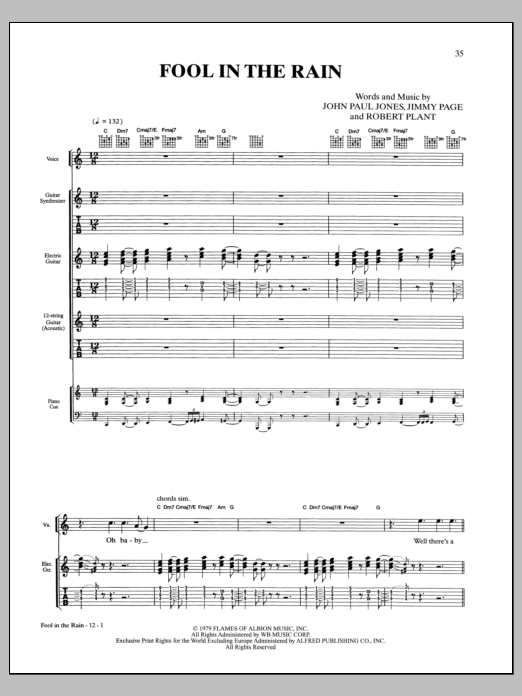 35
FOOL IN THE RAIN
Words and Music by
JOHN PAUL JONES, JIMMY PAGE
and ROBERT PLANT
(♩. = 132)
C Dm7 Cmaj7/E Fmaj7 Am G C Dm7 Cmaj7/E Fmaj7 G
Voice
Guitar
Synthesizer
Electric
Guitar
12-string
Guitar
(Acoustic)
Piano
Cue
chords sim.
C Dm7 Cmaj7/E Fmaj7 Am G C Dm7 Cmaj7/E Fmaj7 G
Vo.
Oh ba - by Well there's a
Elec.
Gtr.
Fool in the Rain - 12 - 1
© 1979 FLAMES OF ALBION MUSIC, INC.
All Rights Administered by WB MUSIC CORP.
Exclusive Print Rights for the World Excluding Europe Administered by ALFRED PUBLISHING CO., INC.
All Rights Reserved